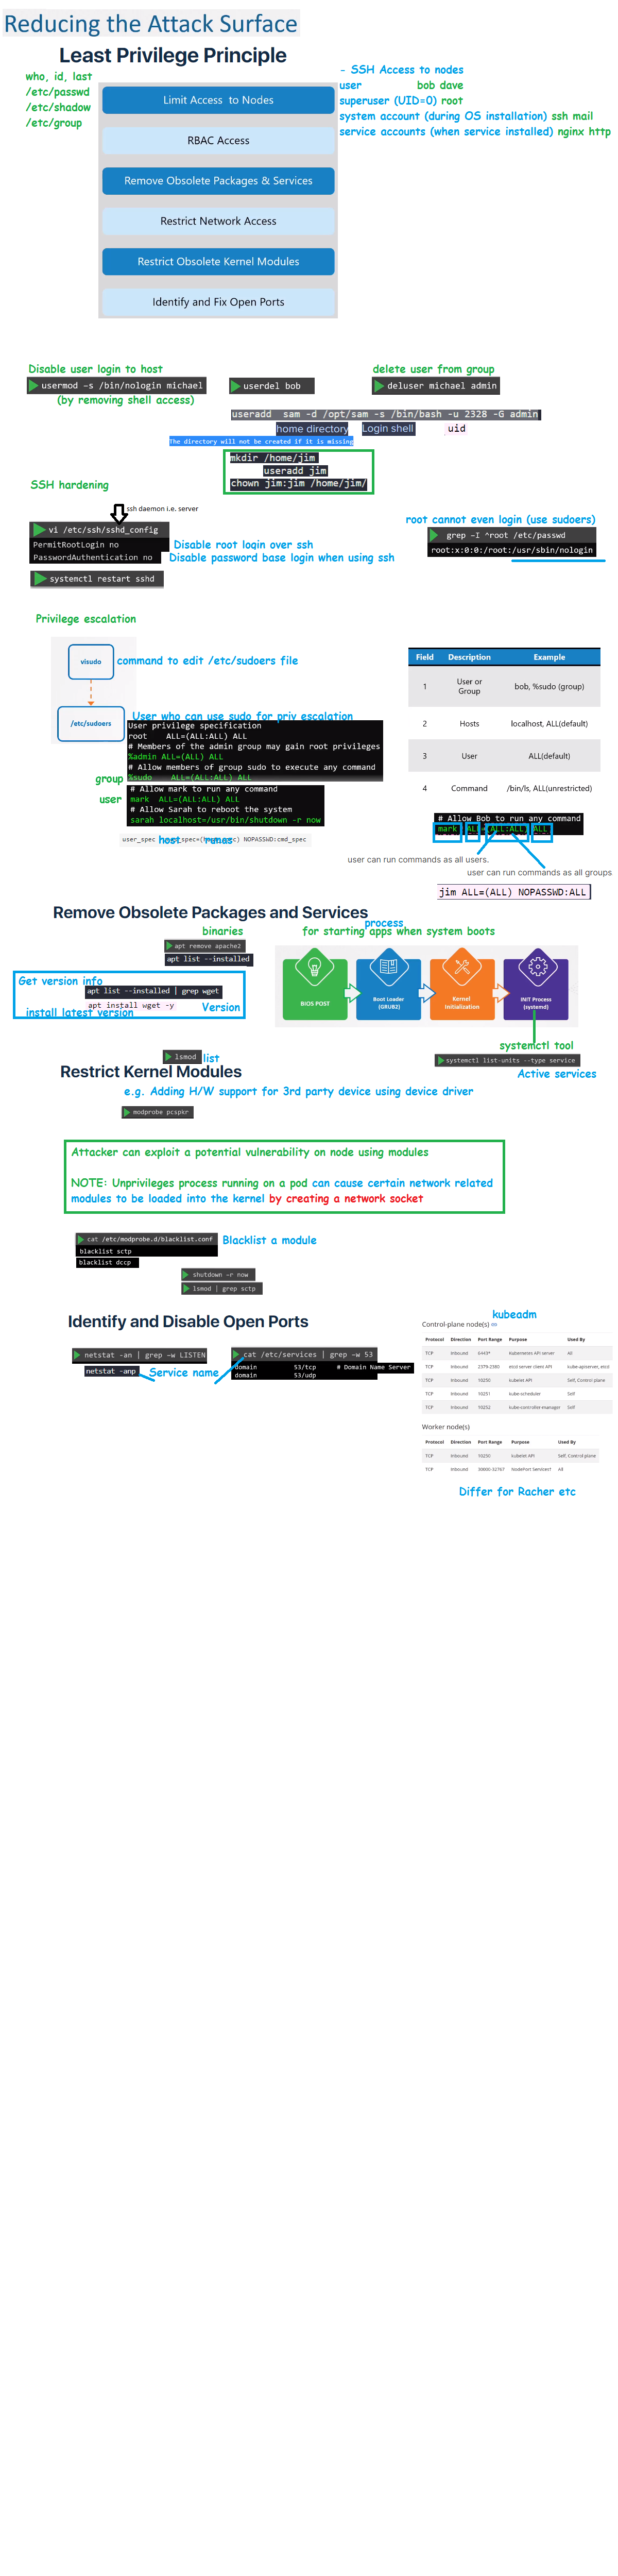 Reducing the Attack Surface
Least Privilege Principle
who, id, last
/etc/passwd
/etc/shadow
/etc/group
Limit Access to Nodes
RBAC Access
Remove Obsolete Packages & Services
Restrict Network Access
Restrict Obsolete Kernel Modules
Identify and Fix Open Ports
- SSH Access to nodes
user bob dave
superuser (UID=0) root
system account (during OS installation) ssh mail
service accounts (when service installed) nginx http
Disable user login to host
usermod –s /bin/nologin michael
(by removing shell access)
userdel bob
delete user from group
deluser michael admin
useradd sam -d /opt/sam -s /bin/bash -u 2328 -G admin
home directory Login shell uid
The directory will not be created if it is missing
mkdir /home/jim
useradd jim
chown jim:jim /home/jim/
SSH hardening
ssh daemon i.e. server
vi /etc/ssh/sshd_config
PermitRootLogin no
PasswordAuthentication no
Disable root login over ssh
Disable password base login when using ssh
systemctl restart sshd
root cannot even login (use sudoers)
grep –I ^root /etc/passwd
root:x:0:0:/root:/usr/sbin/nologin
Privilege escalation
visudo
command to edit /etc/sudoers file
/etc/sudoers
User who can use sudo for priv escalation
User privilege specification
root ALL=(ALL:ALL) ALL
# Members of the admin group may gain root privileges
%admin ALL=(ALL) ALL
# Allow members of group sudo to execute any command
group
%sudo ALL=(ALL:ALL) ALL
# Allow mark to run any command
user
mark ALL=(ALL:ALL) ALL
# Allow Sarah to reboot the system
sarah localhost=/usr/bin/shutdown -r now
user_spec NOPASSWD:cmd_spec
host runas
Field Description Example
1 User or Group bob, %sudo (group)
2 Hosts localhost, ALL(default)
3 User ALL(default)
4 Command /bin/ls, ALL(unrestricted)
# Allow Bob to run any command
mark ALL=(ALL:ALL) ALL
user can run commands as all users.
user can run commands as all groups
jim ALL=(ALL) NOPASSWD:ALL
Remove Obsolete Packages and Services
binaries
apt remove apache2
apt list --installed
Get version info
apt list --installed | grep wget
apt install wget -y
install latest version
Version
process
for starting apps when system boots
BIOS POST
Boot Loader (GRUB2)
Kernel Initialization
INIT Process (systemd)
systemctl tool
systemctl list-units --type service
Active services
lsmod
list
Restrict Kernel Modules
e.g. Adding H/W support for 3rd party device using device driver
modprobe pcspkr
Attacker can exploit a potential vulnerability on node using modules
NOTE: Unprivileges process running on a pod can cause certain network related
modules to be loaded into the kernel by creating a network socket
cat /etc/modprobe.d/blacklist.conf
blacklist sctp
blacklist dccp
Blacklist a module
shutdown –r now
lsmod | grep sctp
Identify and Disable Open Ports
netstat –an | grep –w LISTEN
netstat -anp
Service name
cat /etc/services | grep –w 53
domain 53/tcp # Domain Name Server
domain 53/udp
kubeadm
Control-plane node(s)
Protocol Direction Port Range Purpose Used By
TCP Inbound 6443* Kubernetes API server All
TCP Inbound 2379-2380 etcd server client API kube-apiserver, etcd
TCP Inbound 10250 kubelet API Self, Control plane
TCP Inbound 10251 kube-scheduler Self
TCP Inbound 10252 kube-controller-manager Self
Worker node(s)
Protocol Direction Port Range Purpose Used By
TCP Inbound 10250 kubelet API Self, Control plane
TCP Inbound 30000-32767 NodePort Services† All
Differ for Racher etc